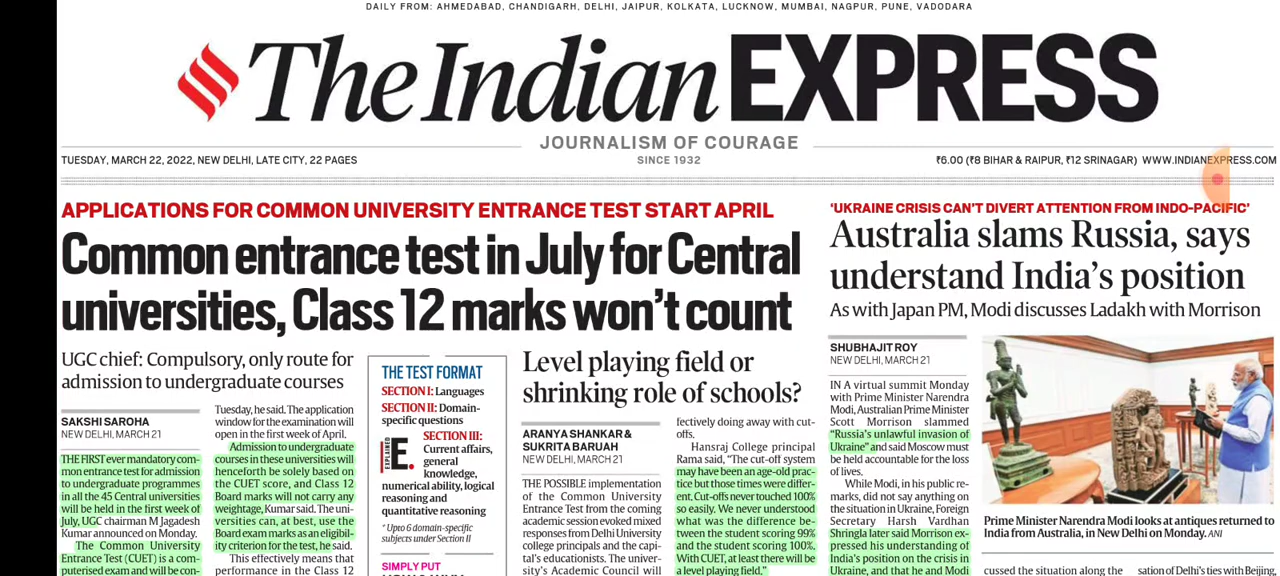 DAILY FROM: AHMEDABAD, CHANDIGARH, DELHI, JAIPUR, KOLKATA, LUCKNOW, MUMBAI, NAGPUR, PUNE, VADODARA
The Indian EXPRESS
JOURNALISM OF COURAGE
SINCE 1932
TUESDAY, MARCH 22, 2022, NEW DELHI, LATE CITY, 22 PAGES
₹6.00 (₹8 BIHAR & RAIPUR, ₹12 SRINAGAR) WWW.INDIANEXPRESS.COM
APPLICATIONS FOR COMMON UNIVERSITY ENTRANCE TEST START APRIL
Common entrance test in July for Central
universities, Class 12 marks won't count
UGC chief: Compulsory, only route for
admission to undergraduate courses
SAKSHI SAROHA
NEW DELHI, MARCH 21
THE FIRST ever mandatory com-
mon entrance test for admission
to undergraduate programmes
in all the 45 Central universities
will be held in the first week of
July, UGC chairman M Jagadesh
Kumar announced on Monday.
The Common University
Entrance Test (CUET) is a com-
puterised exam and will be con-
Tuesday, he said. The application
window for the examination will
open in the first week of April.
Admission to undergraduate
courses in these universities will
henceforth be solely based on
the CUET score, and Class 12
Board marks will not carry any
weightage, Kumar said. The uni-
versities can, at best, use the
Board exam marks as an eligibil-
ity criterion for the test, he said.
This effectively means that
performance in the Class 12
THE TEST FORMAT
SECTION I: Languages
SECTION II: Domain-
specific questions
EXPLAINED
E.
SECTION III:
Current affairs,
general
knowledge,
numerical ability, logical
reasoning and
quantitative reasoning
* Upto 6 domain-specific
subjects under Section II
SIMPLY PUT
Level playing field or
shrinking role of schools?
ARANYA SHANKAR &
SUKRITA BARUAH
NEW DELHI, MARCH 21
THE POSSIBLE implementation
of the Common University
Entrance Test from the coming
academic session evoked mixed
responses from Delhi University
college principals and the capi-
tal's educationists. The univer-
sity's Academic Council will
fectively doing away with cut-
offs.
Hansraj College principal
Rama said, "The cut-off system
may have been an age-old prac-
tice but those times were differ-
ent. Cut-offs never touched 100%
so easily. We never understood
what was the difference be-
tween the student scoring 99%
and the student scoring 100%.
With CUET, at least there will be
a level playing field,"
'UKRAINE CRISIS CAN'T DIVERT ATTENTION FROM INDO-PACIFIC'
Australia slams Russia, says
understand India's position
As with Japan PM, Modi discusses Ladakh with Morrison
SHUBHAJIT ROY
NEW DELHI, MARCH 21
IN A virtual summit Monday
with Prime Minister Narendra
Modi, Australian Prime Minister
Scott Morrison slammed
"Russia's unlawful invasion of
Ukraine" and said Moscow must
be held accountable for the loss
of lives.
While Modi, in his public re-
marks, did not say anything on
the situation in Ukraine, Foreign
Secretary Harsh Vardhan
Shringla later said Morrison ex-
pressed his understanding of
India's position on the crisis in
Ukraine, and that he and Modi
Prime Minister Narendra Modi looks at antiques returned to
India from Australia, in New Delhi on Monday. ANI
cussed the situation along the
sation of Delhi's ties with Beijing,